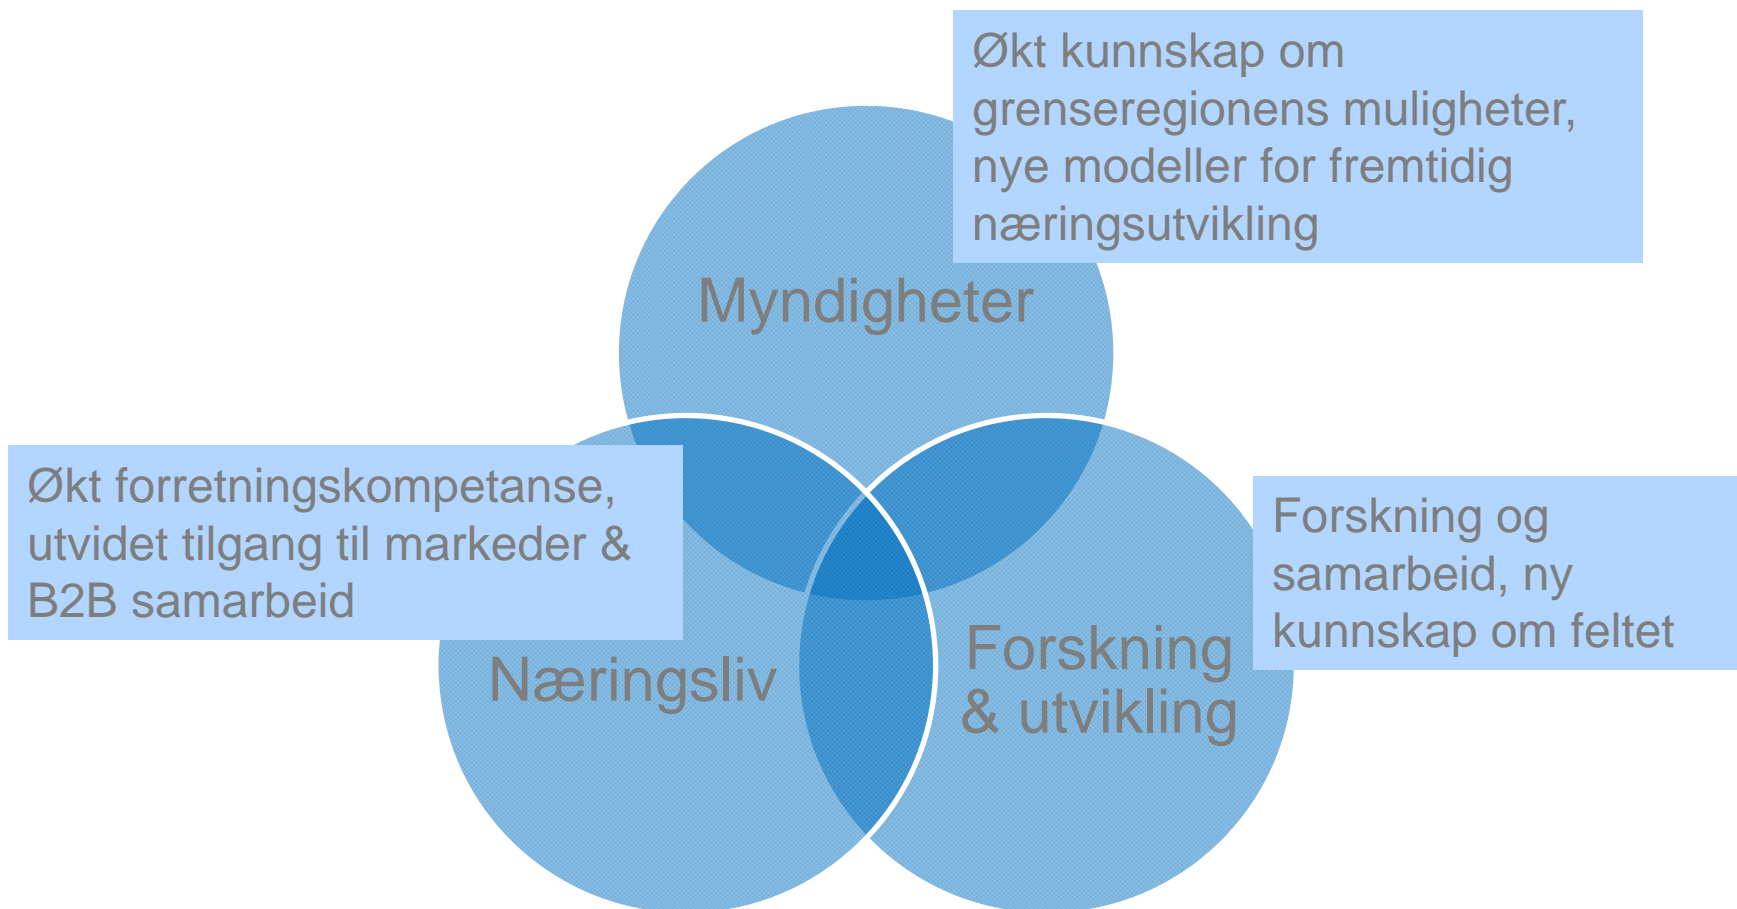 Økt kunnskap om
grenseregionens muligheter,
nye modeller for fremtidig
næringsutvikling
Myndigheter
Økt forretningskompetanse,
utvidet tilgang til markeder &
B2B samarbeid
Forskning og
samarbeid, ny
kunnskap om feltet
Næringsliv
Forskning
& utvikling